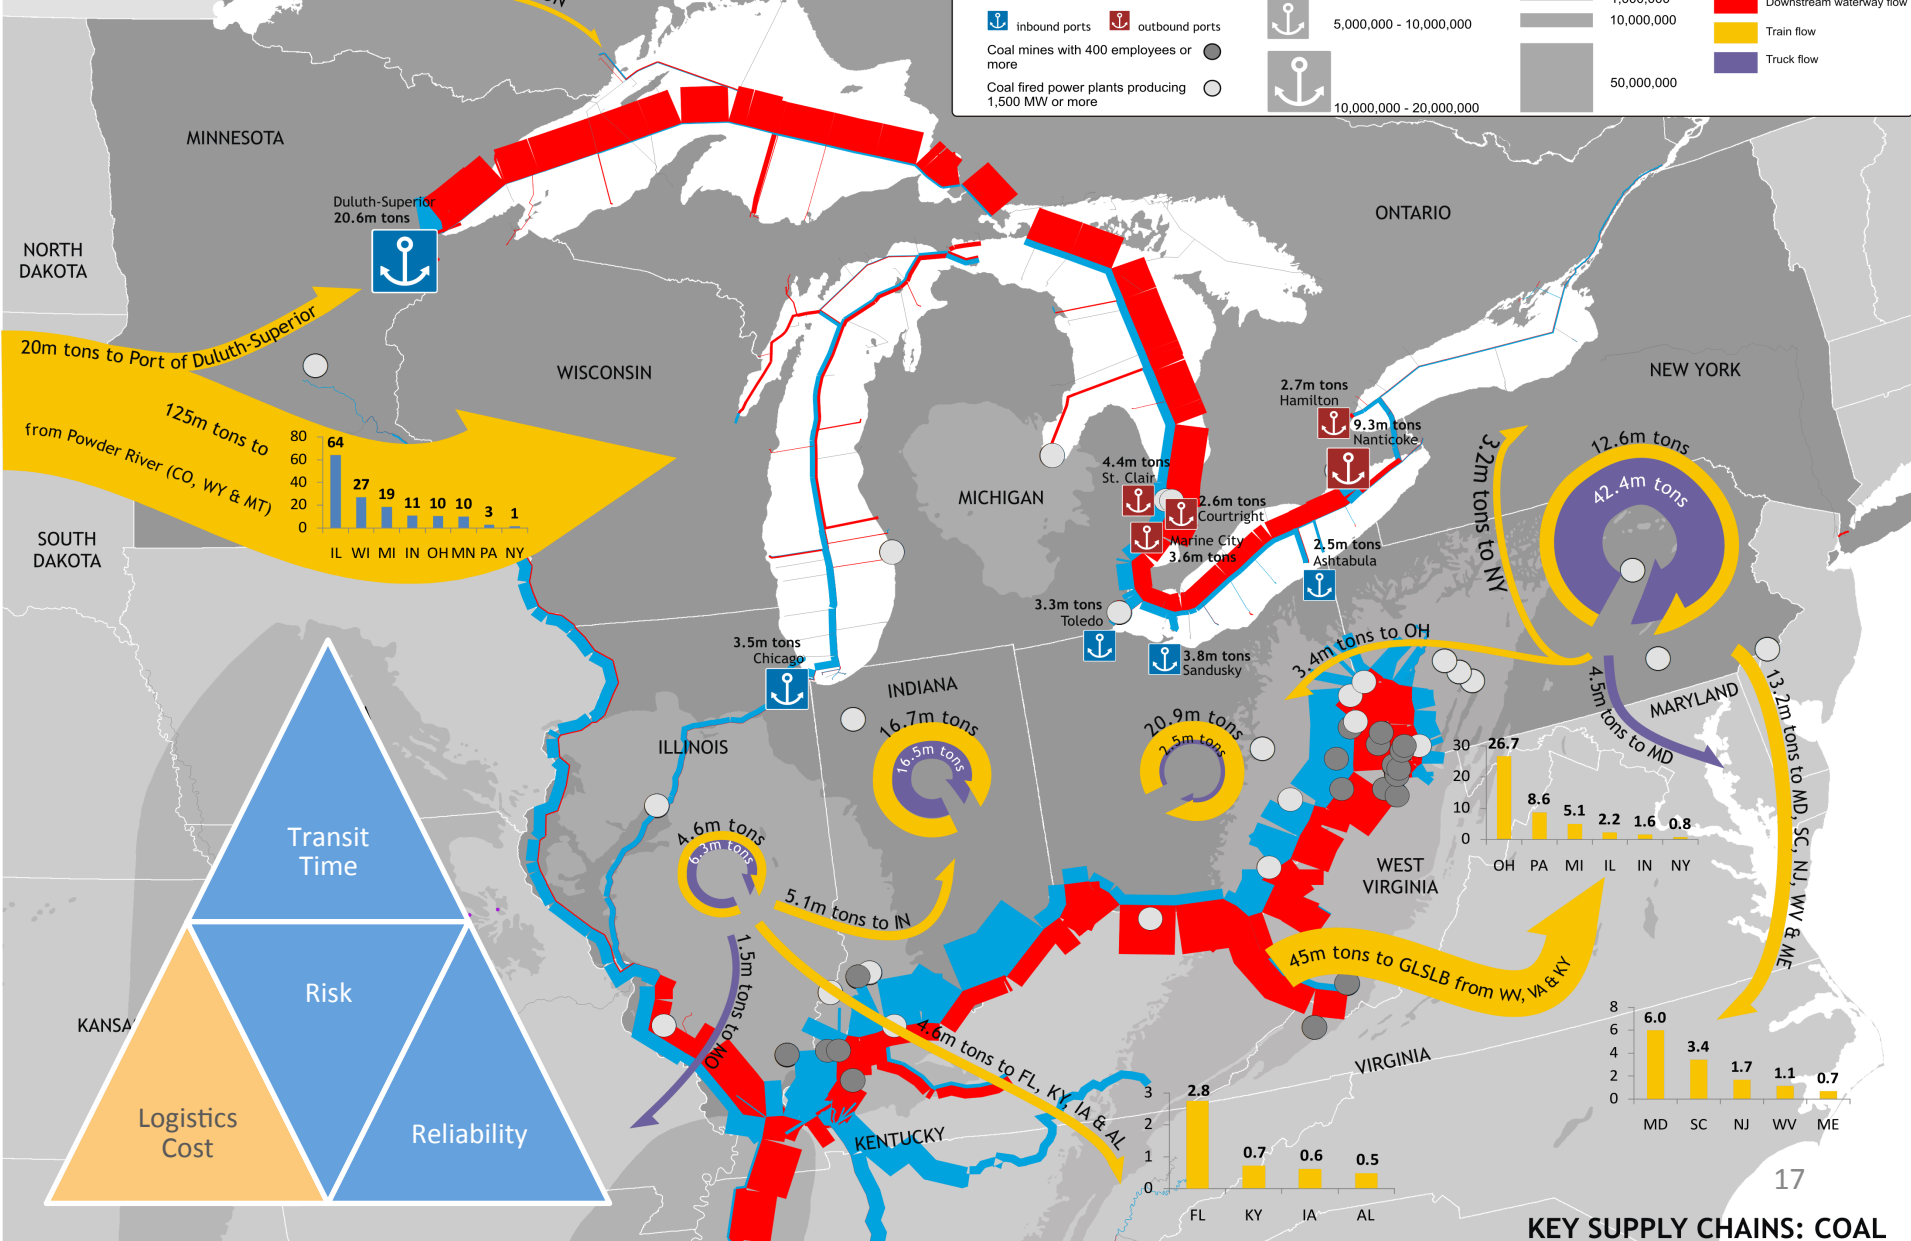 inbound ports
outbound ports
Coal mines with 400 employees or
more
Coal fired power plants producing
1,500 MW or more
5,000,000 - 10,000,000
10,000,000 - 20,000,000
10,000,000
50,000,000
Downstream waterway flow
Train flow
Truck flow
MINNESOTA
ONTARIO
NORTH
DAKOTA
SOUTH
DAKOTA
WISCONSIN
MICHIGAN
NEW YORK
Duluth-Superior
20.6m tons
20m tons to Port of Duluth-Superior
125m tons to
from Powder River (CO, WY & MT)
80
60
40
20
0
64
27
19
11
10
10
3
1
IL
WI
MI
IN
OH
MN
PA
NY
2.7m tons
Hamilton
9.3m tons
Nanticoke
4.4m tons
St. Clair
2.6m tons
Courtright
Marine City
3.6m tons
2.5m tons
Ashtabula
3.3m tons
Toledo
3.8m tons
Sandusky
3.5m tons
Chicago
3.2m tons to NY
12.6m tons
42.4m tons
3.4m tons to OH
4.5m tons to MD
MARYLAND
13.2m tons to MD, SC, NJ, WV & ME
INDIANA
16.7m tons
16.5m tons
20.9m tons
2.5m tons
ILLINOIS
4.6m tons
6.3m tons
5.1m tons to IN
1.5m tons to MO
4.6m tons to FL, KY, IA & AL
30
20
10
0
26.7
8.6
5.1
2.2
1.6
0.8
OH
PA
MI
IL
IN
NY
WEST
VIRGINIA
45m tons to GLSLB from WV, VA & KY
VIRGINIA
KENTUCKY
3
2
1
0
2.8
0.7
0.6
0.5
FL
KY
IA
AL
8
6
4
2
0
6.0
3.4
1.7
1.1
0.7
MD
SC
NJ
WV
ME
Transit
Time
Risk
Logistics
Cost
Reliability
17
KEY SUPPLY CHAINS: COAL